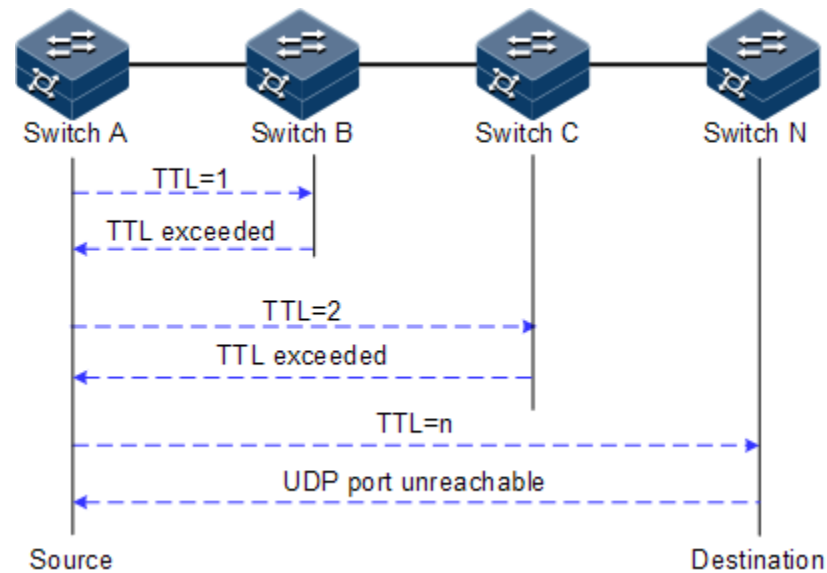 Switch A
Switch B
Switch C
Switch N
TTL=1
TTL exceeded
TTL=2
TTL exceeded
TTL=n
UDP port unreachable
Source
Destination